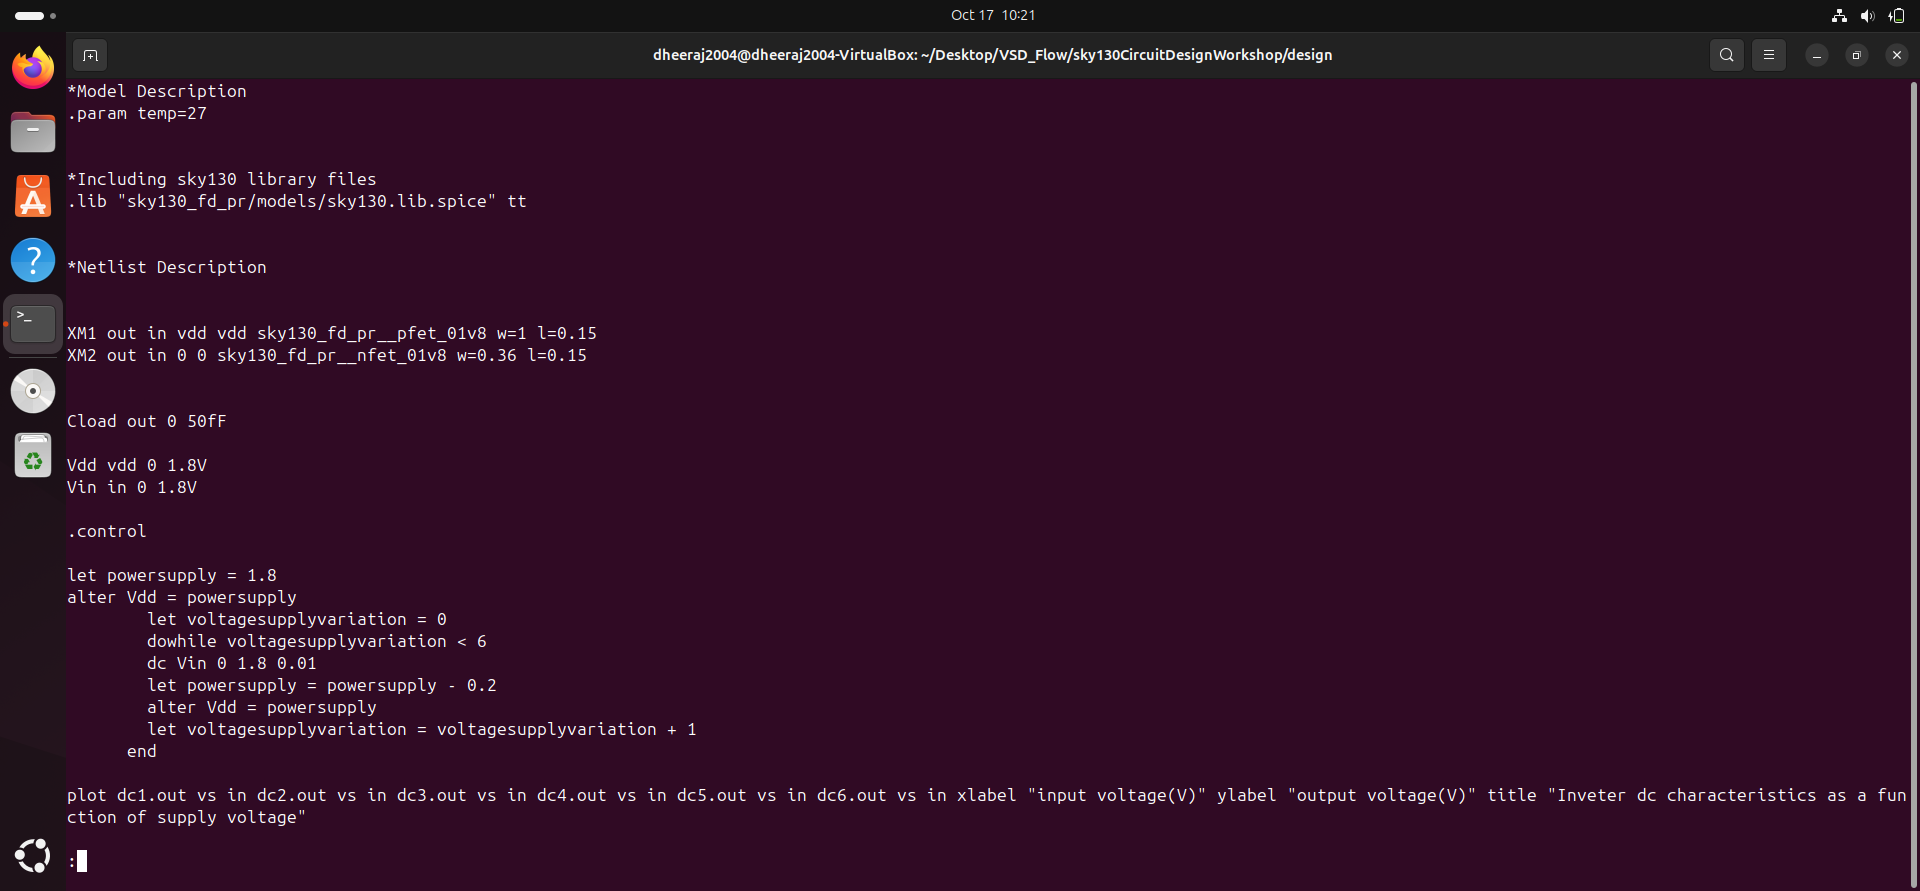 Oct 17 10:21
dheeraj2004@dheeraj2004-VirtualBox: ~/Desktop/VSD_Flow/sky130CircuitDesignWorkshop/design
*Model Description
.param temp=27
*Including sky130 library files
.lib "sky130_fd_pr/models/sky130.lib.spice" tt
*Netlist Description
XM1 out in vdd vdd sky130_fd_pr__pfet_01v8 w=1 l=0.15
XM2 out in 0 0 sky130_fd_pr__nfet_01v8 w=0.36 l=0.15
Cload out 0 50fF
Vdd vdd 0 1.8V
Vin in 0 1.8V
.control
let powersupply = 1.8
alter Vdd = powersupply
        let voltagesupplyvariation = 0
        dowhile voltagesupplyvariation < 6
        dc Vin 0 1.8 0.01
        let powersupply = powersupply - 0.2
        alter Vdd = powersupply
        let voltagesupplyvariation = voltagesupplyvariation + 1
      end
plot dc1.out vs in dc2.out vs in dc3.out vs in dc4.out vs in dc5.out vs in dc6.out vs in xlabel "input voltage(V)" ylabel "output voltage(V)" title "Inveter dc characteristics as a fun
ction of supply voltage"
: